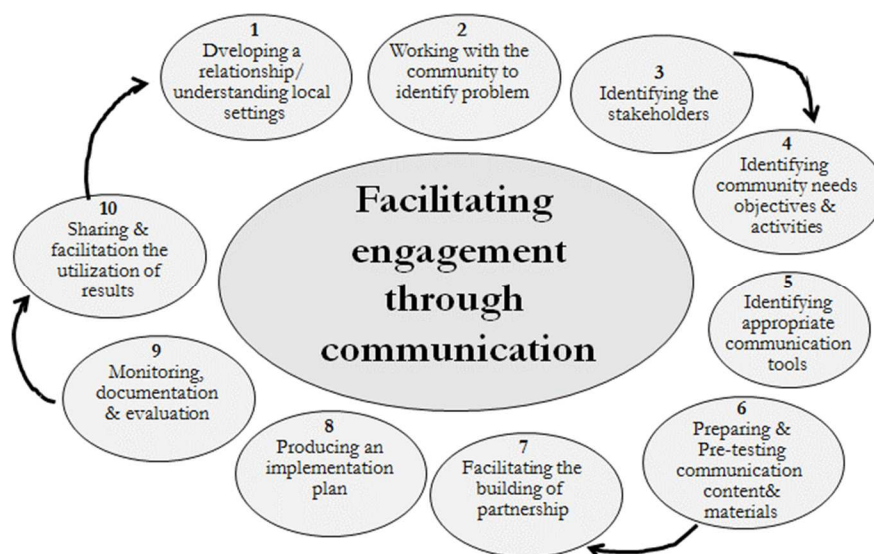 1
Dveloping a
relationship/
understanding local
settings
2
Working with the
community to
identify problem
3
Identifying the
stakeholders
4
Identifying
community needs
objectives &
activities
5
Identifying
appropriate
communication
tools
6
Preparing &
Pre-testing
communication
content&
materials
7
Facilitating the
building of
partnership
8
Producing an
implementation
plan
9
Monitoring,
documentation
& evaluation
10
Sharing &
facilitation the
utilization of
results
Facilitating
engagement
through
communication